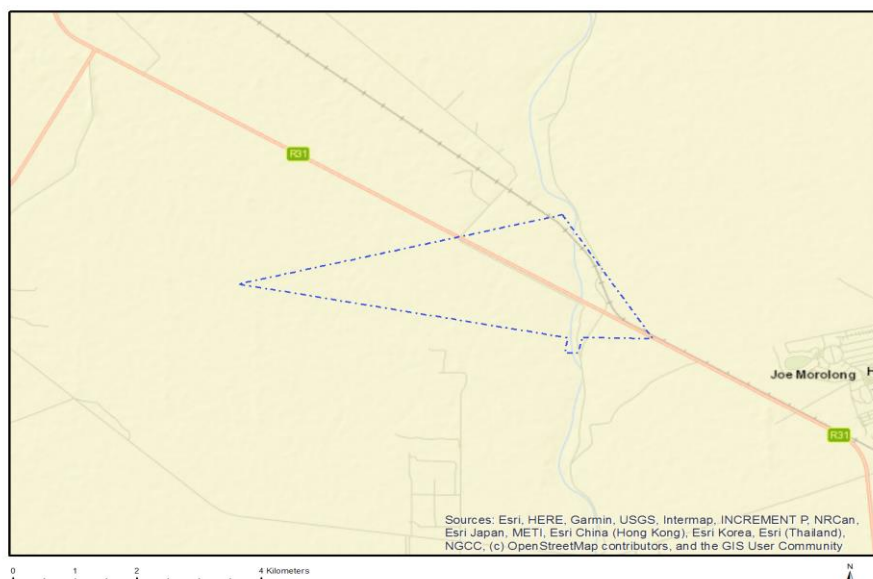 R31
Joe Morolong
H
R31
Sources: Esri, HERE, Garmin, USGS, Intermap, INCREMENT P, NRCan,
Esri Japan, METI, Esri China (Hong Kong), Esri Korea, Esri (Thailand),
NGCC, (c) OpenStreetMap contributors, and the GIS User Community
0 1 2 4 Kilometers
N